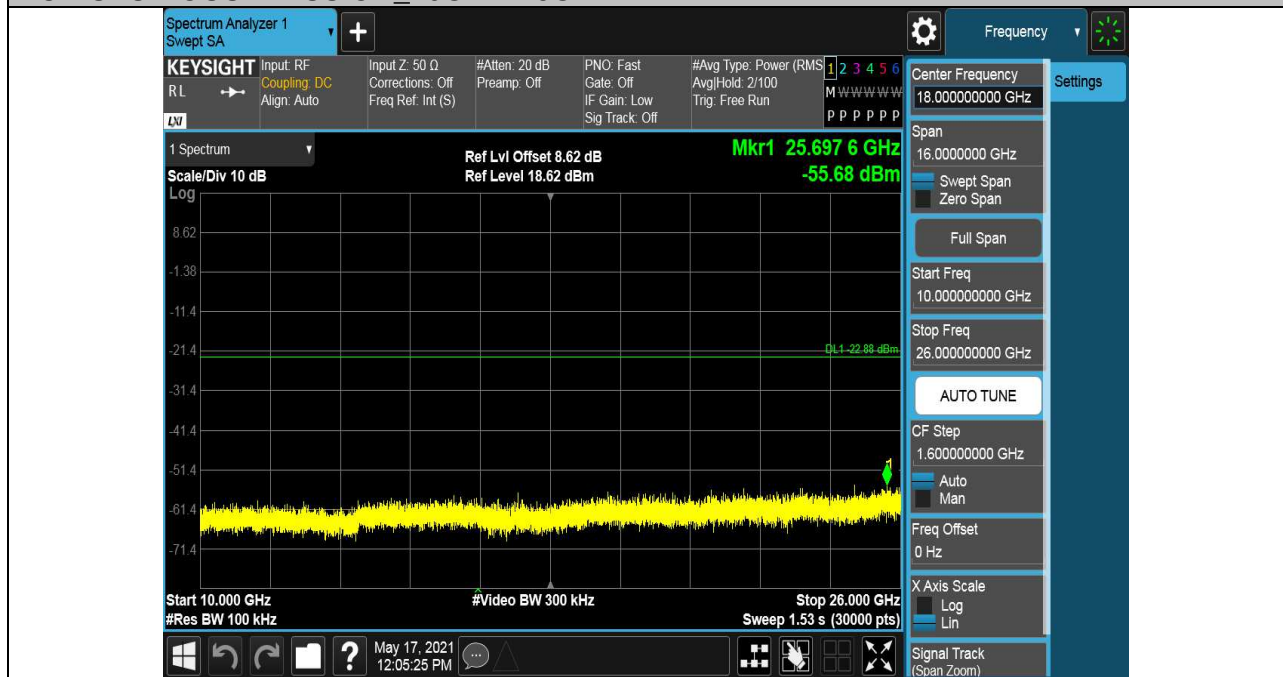 Spectrum Analyzer 1
Swept SA
+
Frequency
KEYSIGHT
RL
LXI
Input: RF
Coupling: DC
Align: Auto
Input Z: 50 Ω
Corrections: Off
Freq Ref: Int (S)
#Atten: 20 dB
Preamp: Off
PNO: Fast
Gate: Off
IF Gain: Low
Sig Track: Off
#Avg Type: Power (RMS
Avg|Hold: 2/100
Trig: Free Run
1 2 3 4 5 6
M W W W W W
P P P P P P
1 Spectrum
Scale/Div 10 dB
Log
Ref Lvl Offset 8.62 dB
Ref Level 18.62 dBm
Mkr1 25.697 6 GHz
-55.68 dBm
8.62
-1.38
-11.4
-21.4
DL1 -22.88 dBm
-31.4
-41.4
-51.4
1
-61.4
-71.4
Start 10.000 GHz
#Res BW 100 kHz
#Video BW 300 kHz
Stop 26.000 GHz
Sweep 1.53 s (30000 pts)
?
May 17, 2021
12:05:25 PM
Center Frequency
18.000000000 GHz
Settings
Span
16.0000000 GHz
Swept Span
Zero Span
Full Span
Start Freq
10.000000000 GHz
Stop Freq
26.000000000 GHz
AUTO TUNE
CF Step
1.600000000 GHz
Auto
Man
Freq Offset
0 Hz
X Axis Scale
Log
Lin
Signal Track
(Span Zoom)